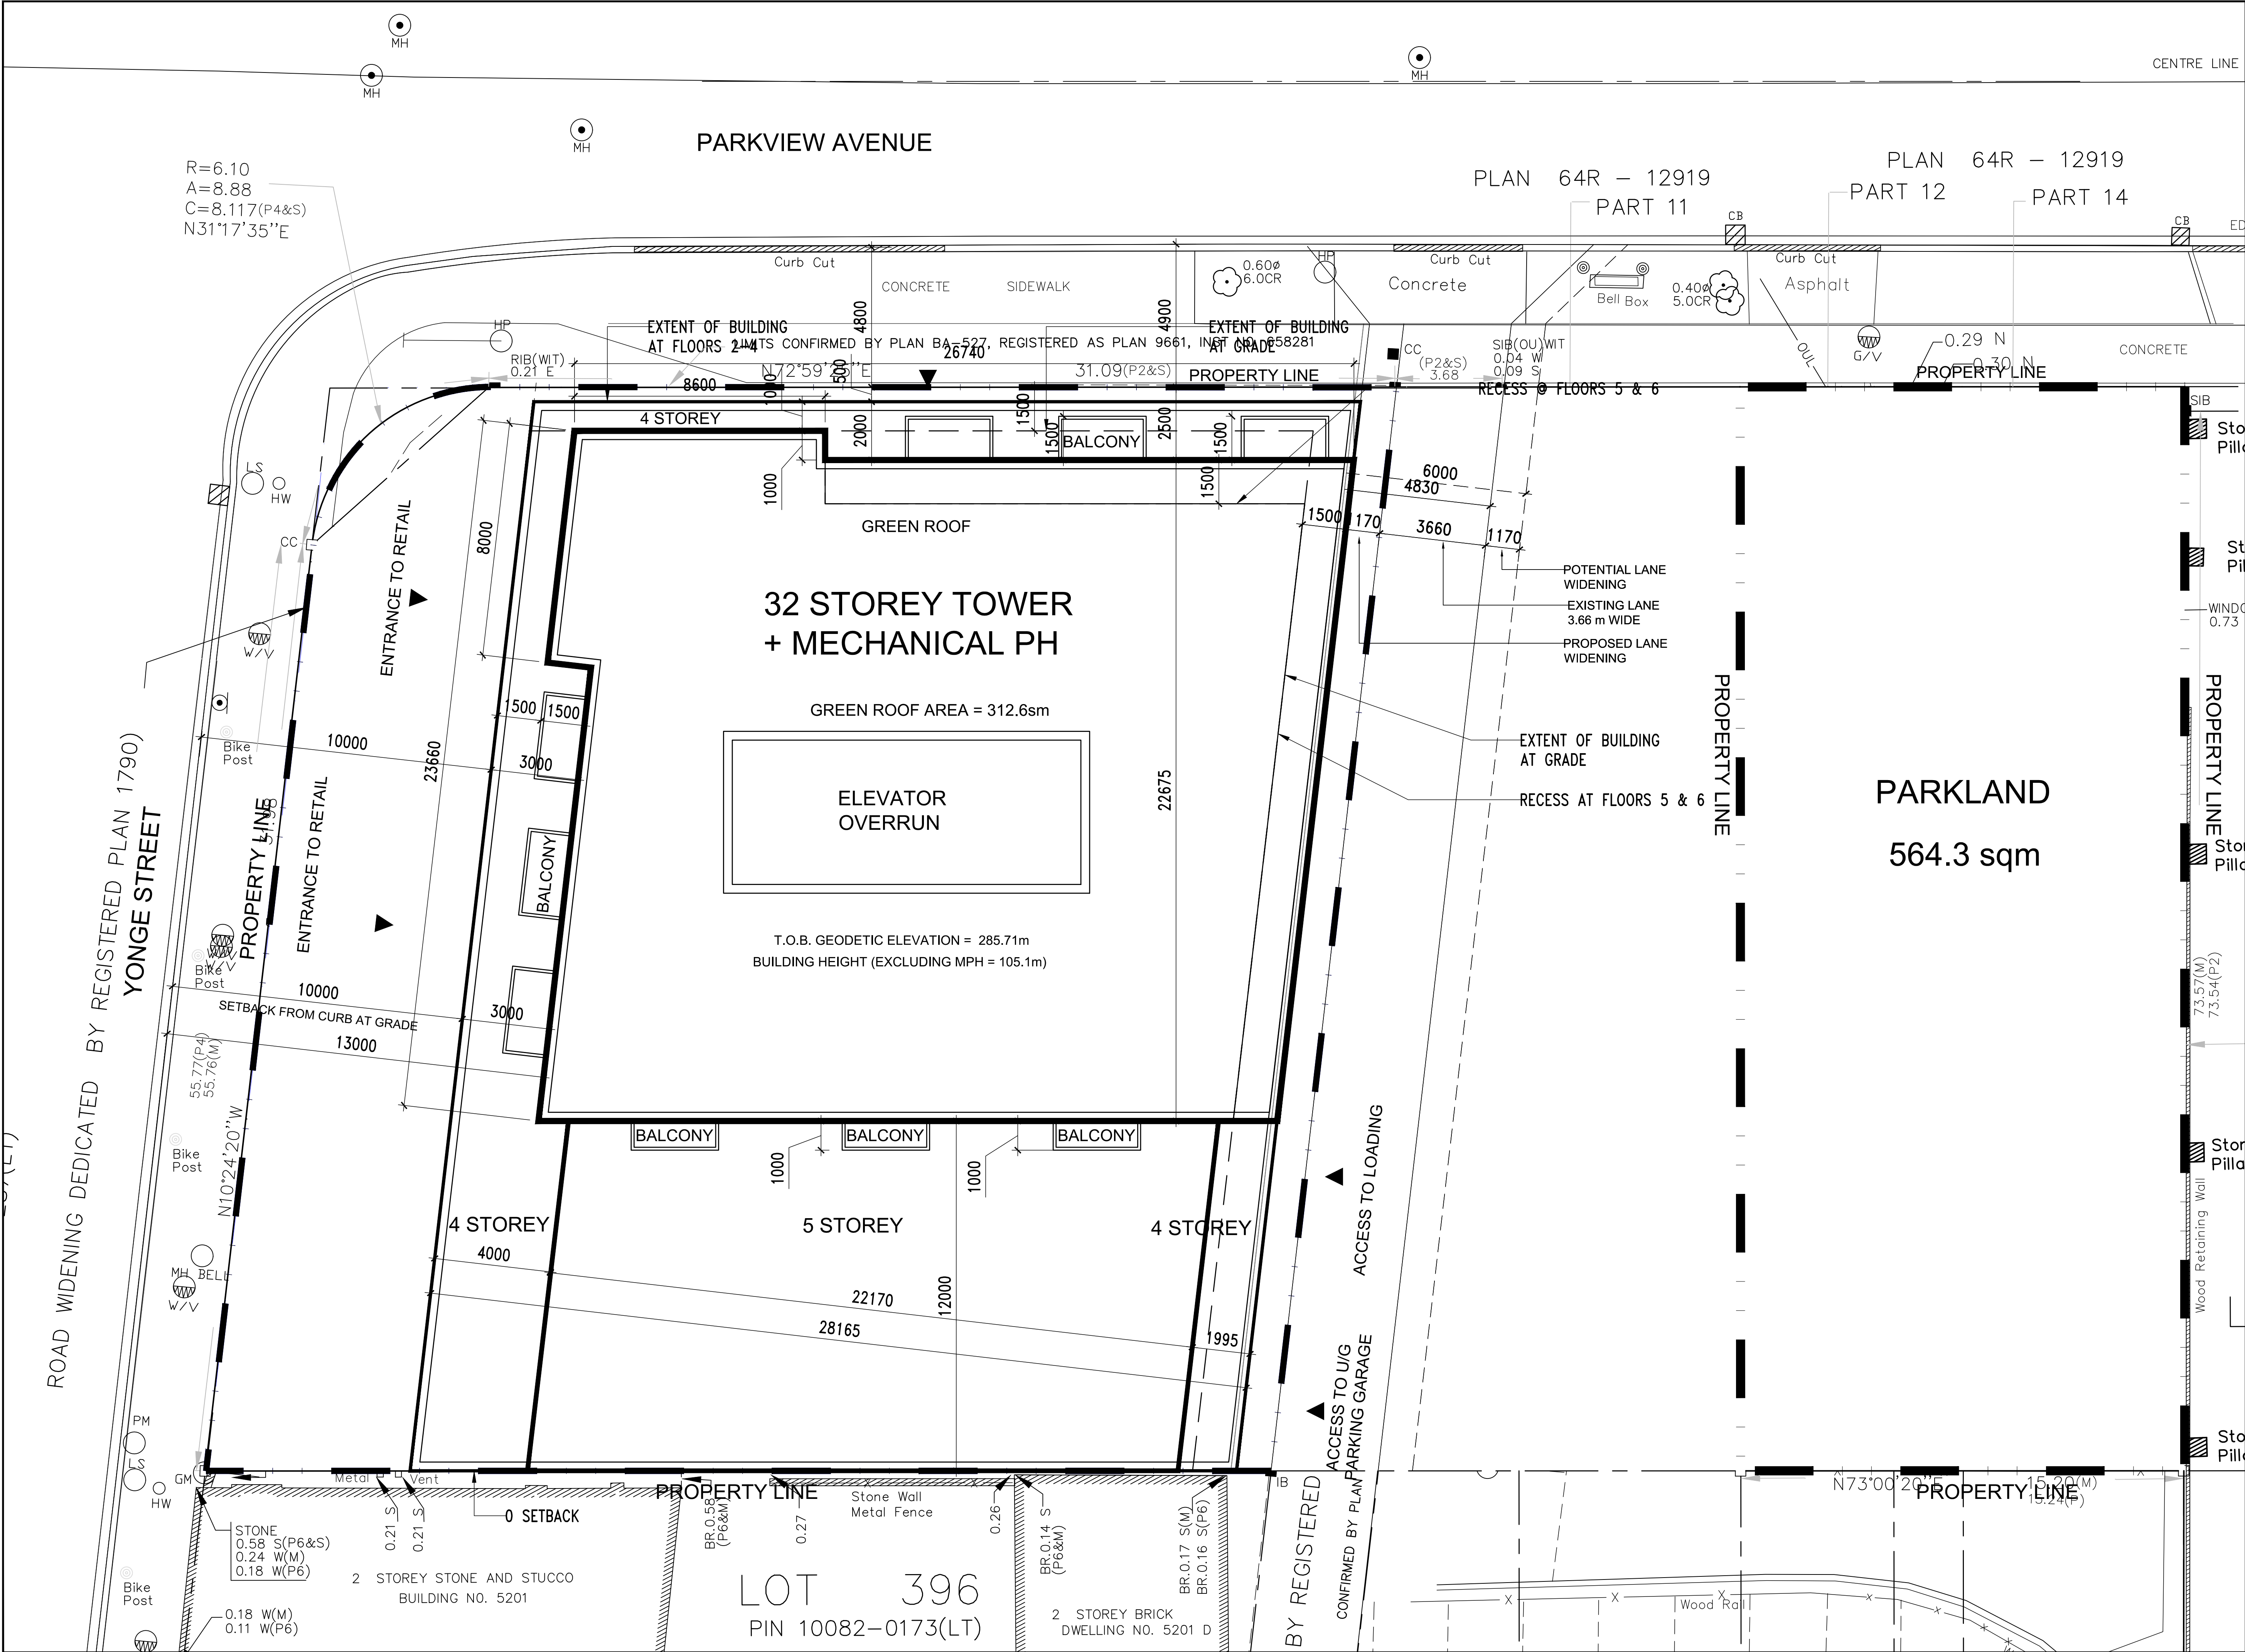 MH
MH
MH
MH
CENTRE LINE
PARKVIEW AVENUE
R=6.10
A=8.88
C=8.117(P4&S)
N31°17'35''E
PLAN 64R – 12919
PART 11
PLAN 64R – 12919
PART 12
PART 14
CB
CB
ED
Curb Cut
Curb Cut
Curb Cut
CONCRETE SIDEWALK
0.60ø
6.0CR
HP
Concrete
Bell Box
0.40ø
5.0CR
Asphalt
4800
4900
HP
EXTENT OF BUILDING
AT FLOORS 2-4
EXTENT OF BUILDING
AT GRADE
LIMITS CONFIRMED BY PLAN BA-527, REGISTERED AS PLAN 9661, INST NO. 658281
RIB(WIT)
0.21 E
26740
N72°59'25''E
31.09(P2&S)
PROPERTY LINE
CC
(P2&S)
3.68
SIB(OU)WIT
0.04 W
0.09 S
RECESS @ FLOORS 5 & 6
OUL
G/V
0.29 N
0.30 N
PROPERTY LINE
CONCRETE
SIB
8600
1000
500
4 STOREY
2000
1500
1500
BALCONY
2500
1500
1000
1500
6000
4830
1500
1170
3660
1170
LS
HW
CC
8000
ENTRANCE TO RETAIL
GREEN ROOF
32 STOREY TOWER
+ MECHANICAL PH
GREEN ROOF AREA = 312.6sm
ELEVATOR
OVERRUN
T.O.B. GEODETIC ELEVATION = 285.71m
BUILDING HEIGHT (EXCLUDING MPH = 105.1m)
POTENTIAL LANE
WIDENING
EXISTING LANE
3.66 m WIDE
PROPOSED LANE
WIDENING
EXTENT OF BUILDING
AT GRADE
RECESS AT FLOORS 5 & 6
PROPERTY LINE
PARKLAND
564.3 sqm
PROPERTY LINE
0.73
73.57(M)
73.54(P2)
Wood Retaining Wall
W/V
Bike
Post
10000
1500
1500
3000
23660
22675
ROAD WIDENING DEDICATED BY REGISTERED PLAN 1790)
YONGE STREET
PROPERTY LINE
ENTRANCE TO RETAIL
BALCONY
W/V
Bike
Post
10000
SETBACK FROM CURB AT GRADE
3000
13000
55.77(P4)
55.76(M)
N10°24'20''W
Bike
Post
BALCONY
BALCONY
BALCONY
1000
1000
4 STOREY
5 STOREY
4 STOREY
4000
22170
12000
28165
1995
ACCESS TO LOADING
ACCESS TO U/G
PARKING GARAGE
MH BELL
W/V
PM
LS
HW
GM
Metal
Vent
0 SETBACK
PROPERTY LINE
Stone Wall
Metal Fence
IB
N73°00'20''E
15.20(M)
15.24(P)
PROPERTY LINE
STONE
0.58 S(P6&S)
0.24 W(M)
0.18 W(P6)
0.21 S
0.21 S
BR.0.58
(P6&M)
0.27
0.26
BR.0.14 S
(P6&M)
BR.0.17 S(M)
BR.0.16 S(P6)
BY REGISTERED
CONFIRMED BY PLAN
2 STOREY STONE AND STUCCO
BUILDING NO. 5201
LOT 396
PIN 10082-0173(LT)
2 STOREY BRICK
DWELLING NO. 5201 D
Wood Rail
Bike
Post
0.18 W(M)
0.11 W(P6)